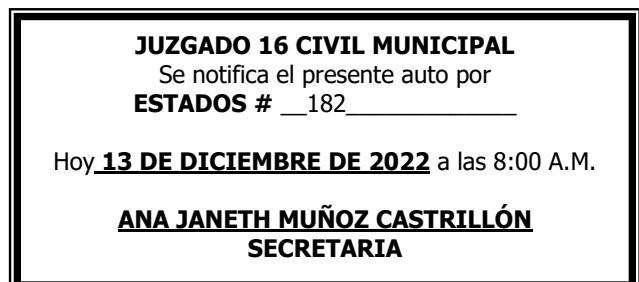 JUZGADO 16 CIVIL MUNICIPAL
Se notifica el presente auto por
ESTADOS # __182_____________
Hoy 13 DE DICIEMBRE DE 2022 a las 8:00 A.M.
ANA JANETH MUÑOZ CASTRILLÓN
SECRETARIA